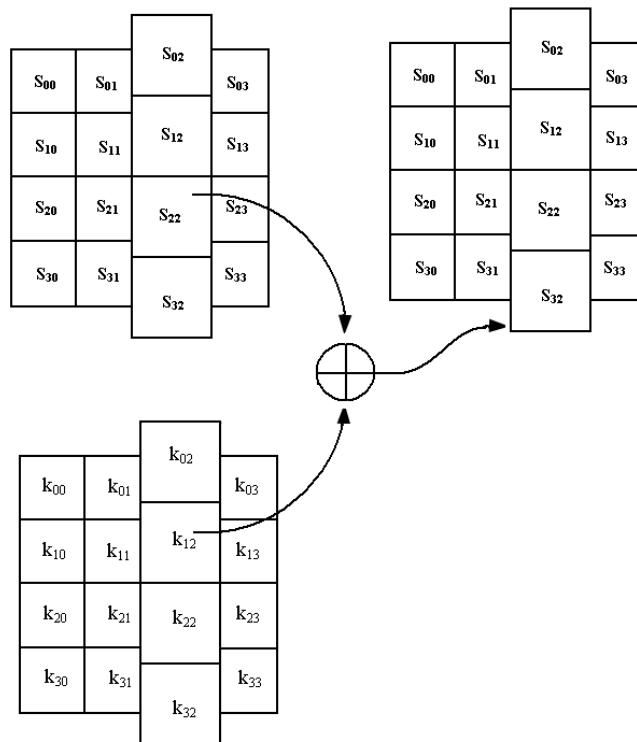 S00 S01 S02 S03
S10 S11 S12 S13
S20 S21 S22 S23
S30 S31 S32 S33
S00 S01 S02 S03
S10 S11 S12 S13
S20 S21 S22 S23
S30 S31 S32 S33
k00 k01 k02 k03
k10 k11 k12 k13
k20 k21 k22 k23
k30 k31 k32 k33